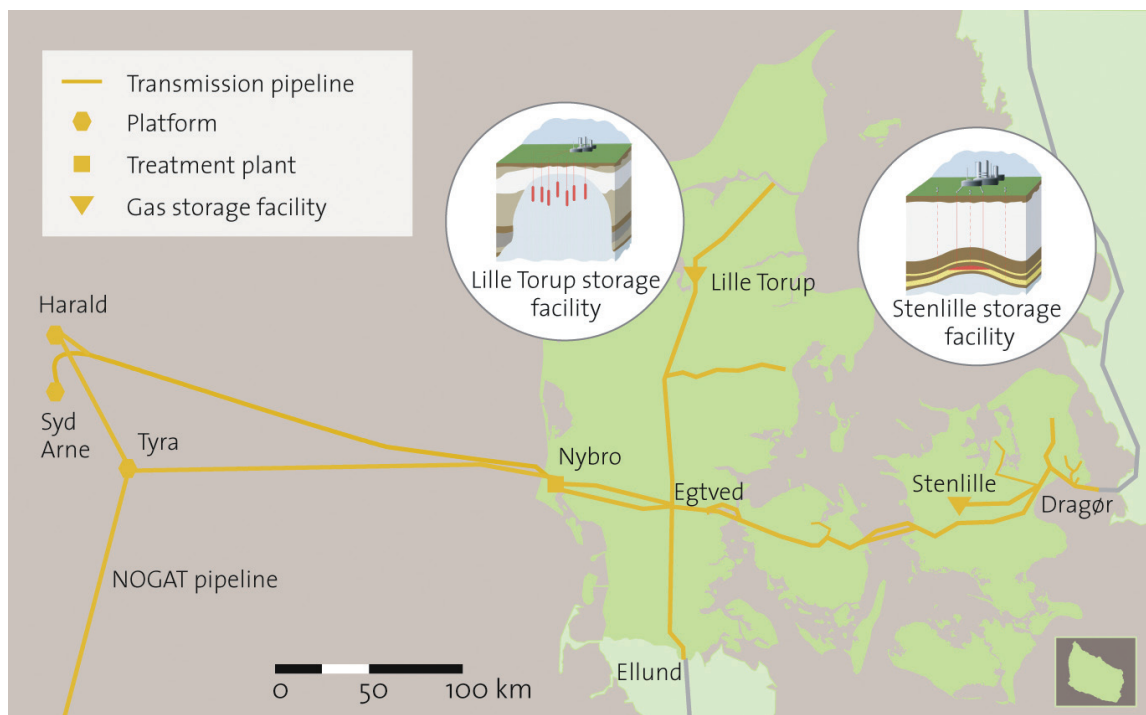 Transmission pipeline
Platform
Treatment plant
Gas storage facility
Lille Torup storage
facility
Stenlille storage
facility
Lille Torup
Harald
Syd
Arne
Tyra
Nybro
Egtved
Stenlille
Dragør
NOGAT pipeline
Ellund
0 50 100 km